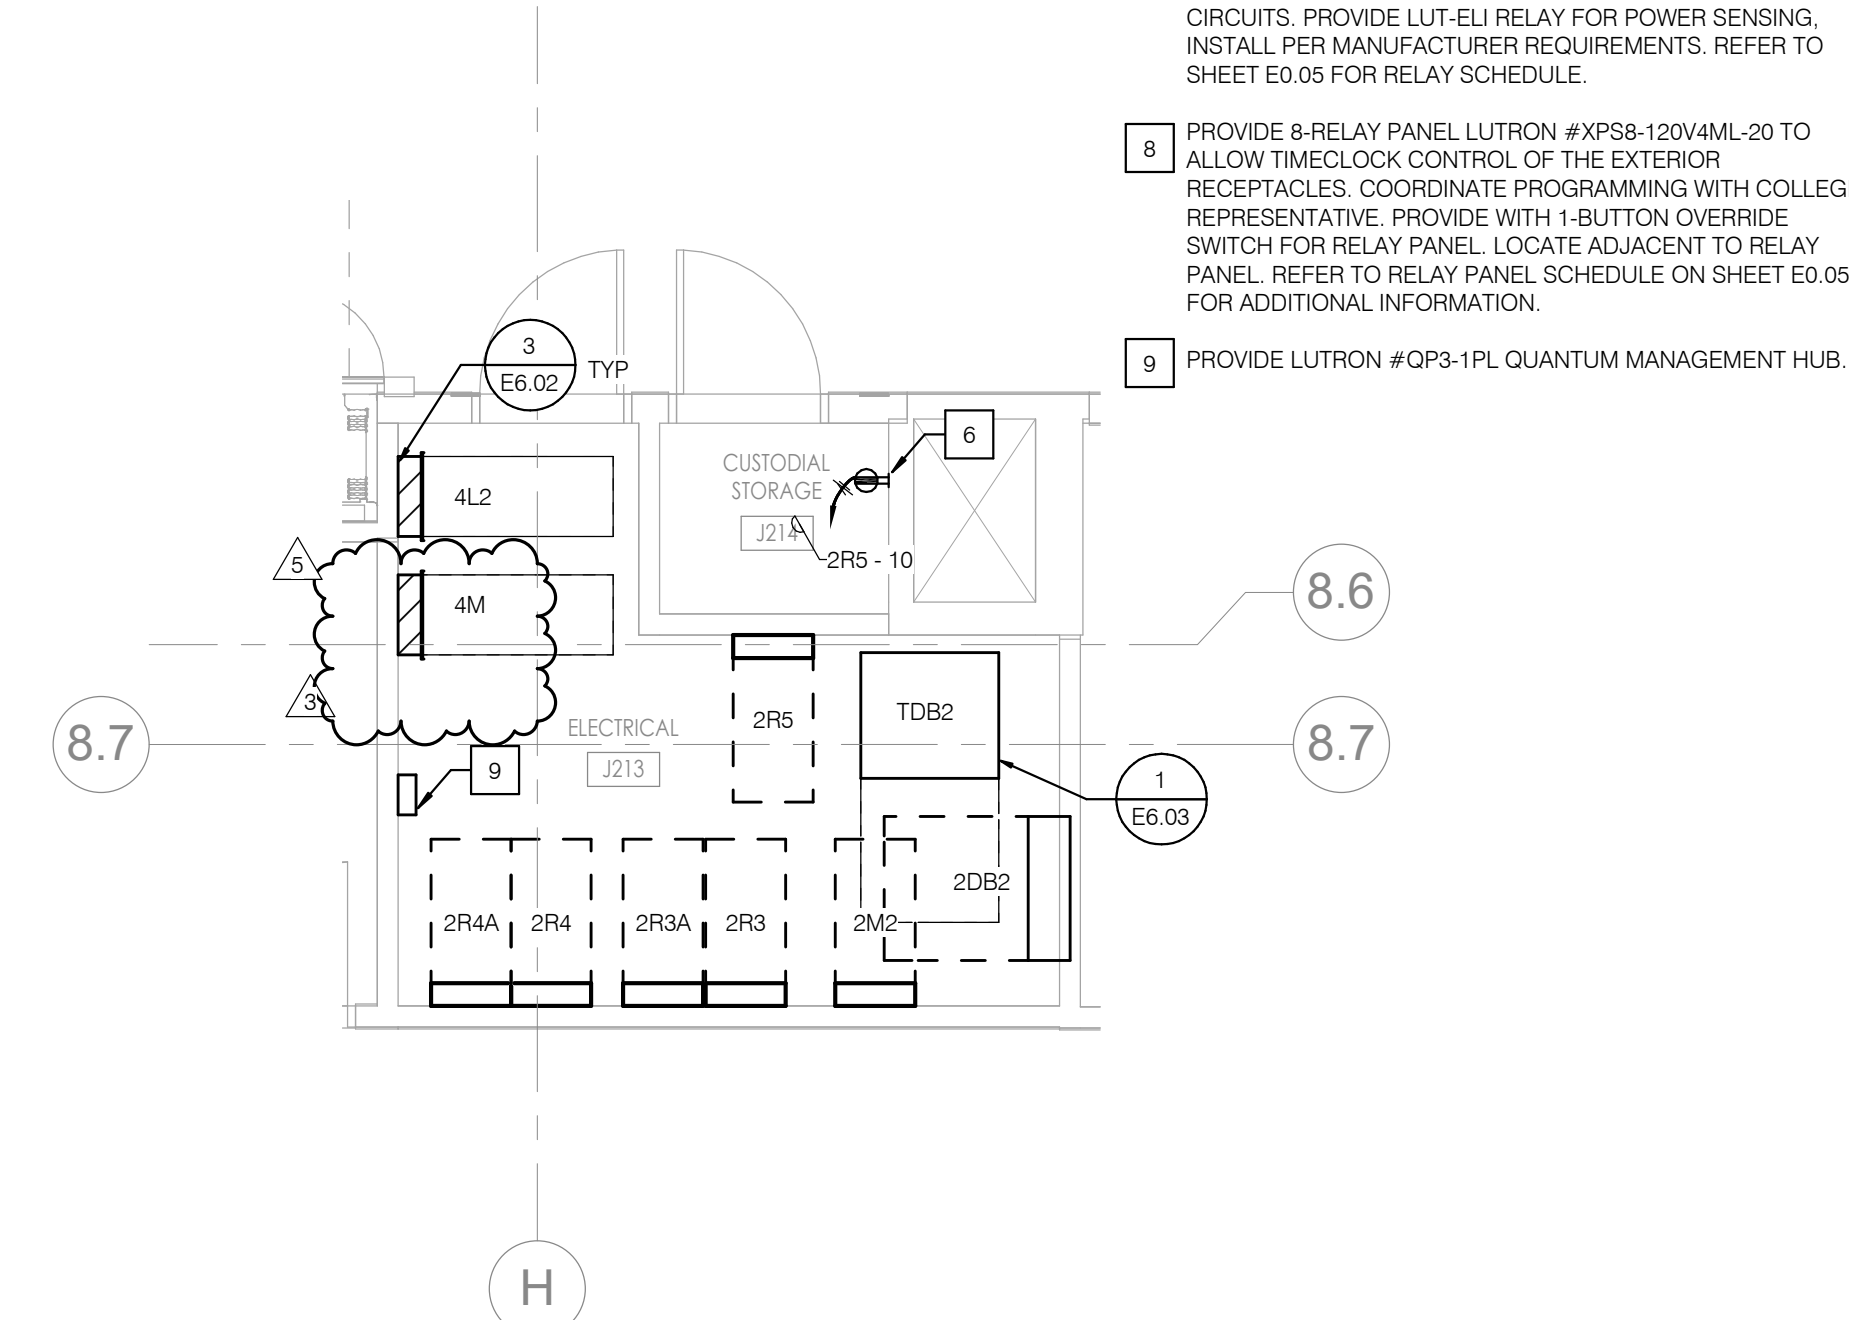 CIRCUITS. PROVIDE LUT-ELI RELAY FOR POWER SENSING,
INSTALL PER MANUFACTURER REQUIREMENTS. REFER TO
SHEET E0.05 FOR RELAY SCHEDULE.
8
PROVIDE 8-RELAY PANEL LUTRON #XPS8-120V4ML-20 TO
ALLOW TIMECLOCK CONTROL OF THE EXTERIOR
RECEPTACLES. COORDINATE PROGRAMMING WITH COLLEG
REPRESENTATIVE. PROVIDE WITH 1-BUTTON OVERRIDE
SWITCH FOR RELAY PANEL. LOCATE ADJACENT TO RELAY
PANEL. REFER TO RELAY PANEL SCHEDULE ON SHEET E0.05
FOR ADDITIONAL INFORMATION.
9
PROVIDE LUTRON #QP3-1PL QUANTUM MANAGEMENT HUB.
3
E6.02
TYP
6
CUSTODIAL
STORAGE
J214
4L2
2R5 - 10
5
4M
8.6
3
8.7
ELECTRICAL
J213
2R5
TDB2
8.7
9
1
E6.03
2DB2
2R4A
2R4
2R3A
2R3
2M2
H